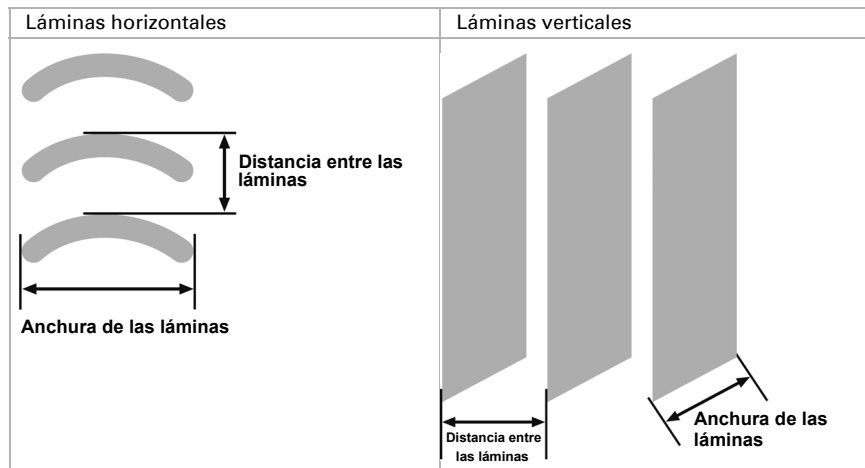 Láminas horizontales
Láminas verticales
Distancia entre las
láminas
Anchura de las láminas
Distancia entre
las láminas
Anchura de las
láminas